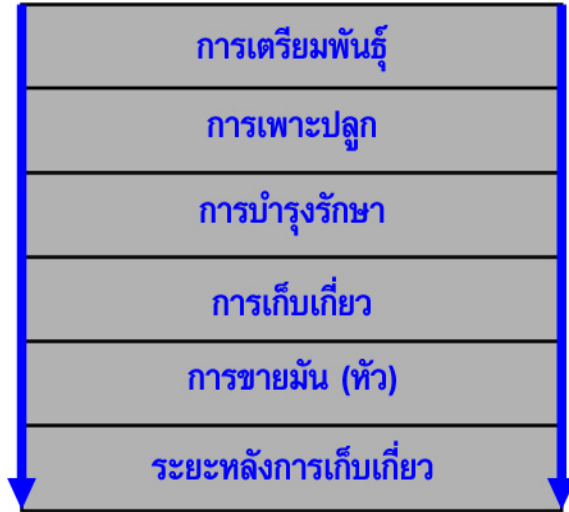 การเตรียมพันธุ์
การเพาะปลูก
การบำรุงรักษา
การเก็บเกี่ยว
การขายมัน (หัว)
ระยะหลังการเก็บเกี่ยว